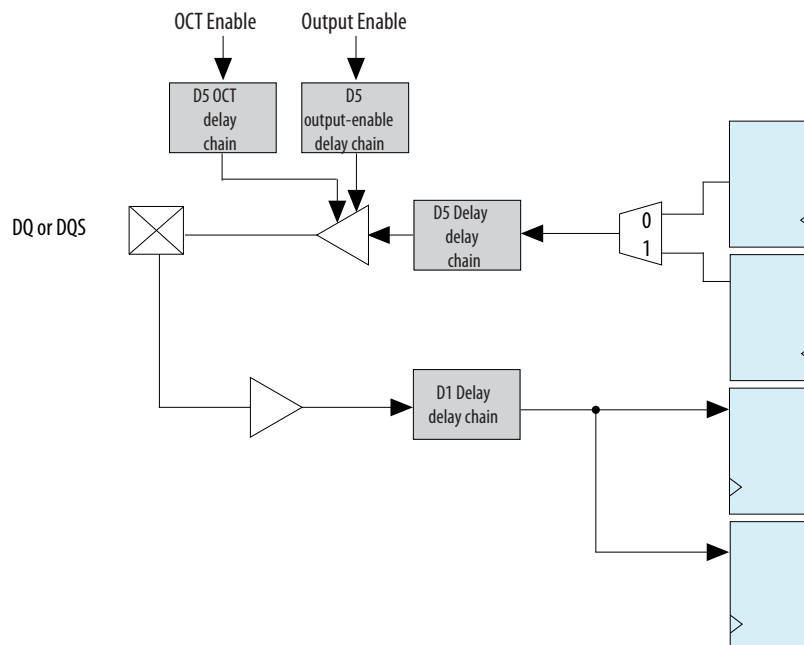 OCT Enable
Output Enable
D5 OCT
delay
chain
D5
output-enable
delay chain
DQ or DQS
D5 Delay
delay
chain
0
1
D1 Delay
delay chain